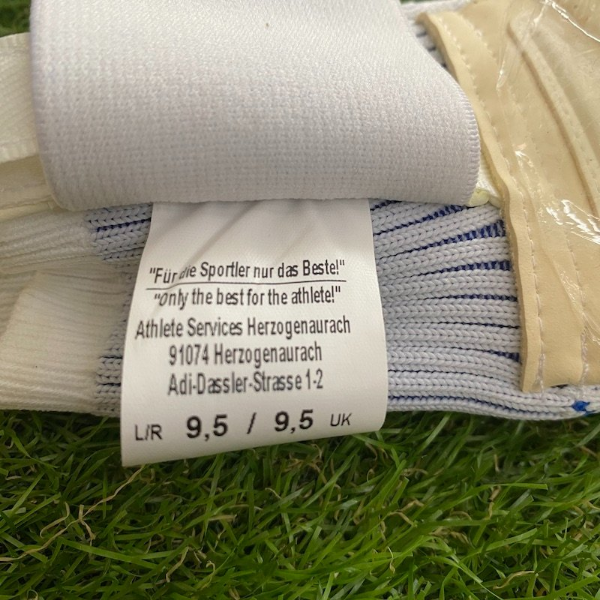 "Für die Sportler nur das Beste!"
"Only the best for the athlete!"
Athlete Services Herzogenaurach
91074 Herzogenaurach
Adi-Dassler-Strasse 1-2
L/R 9,5 / 9,5 UK